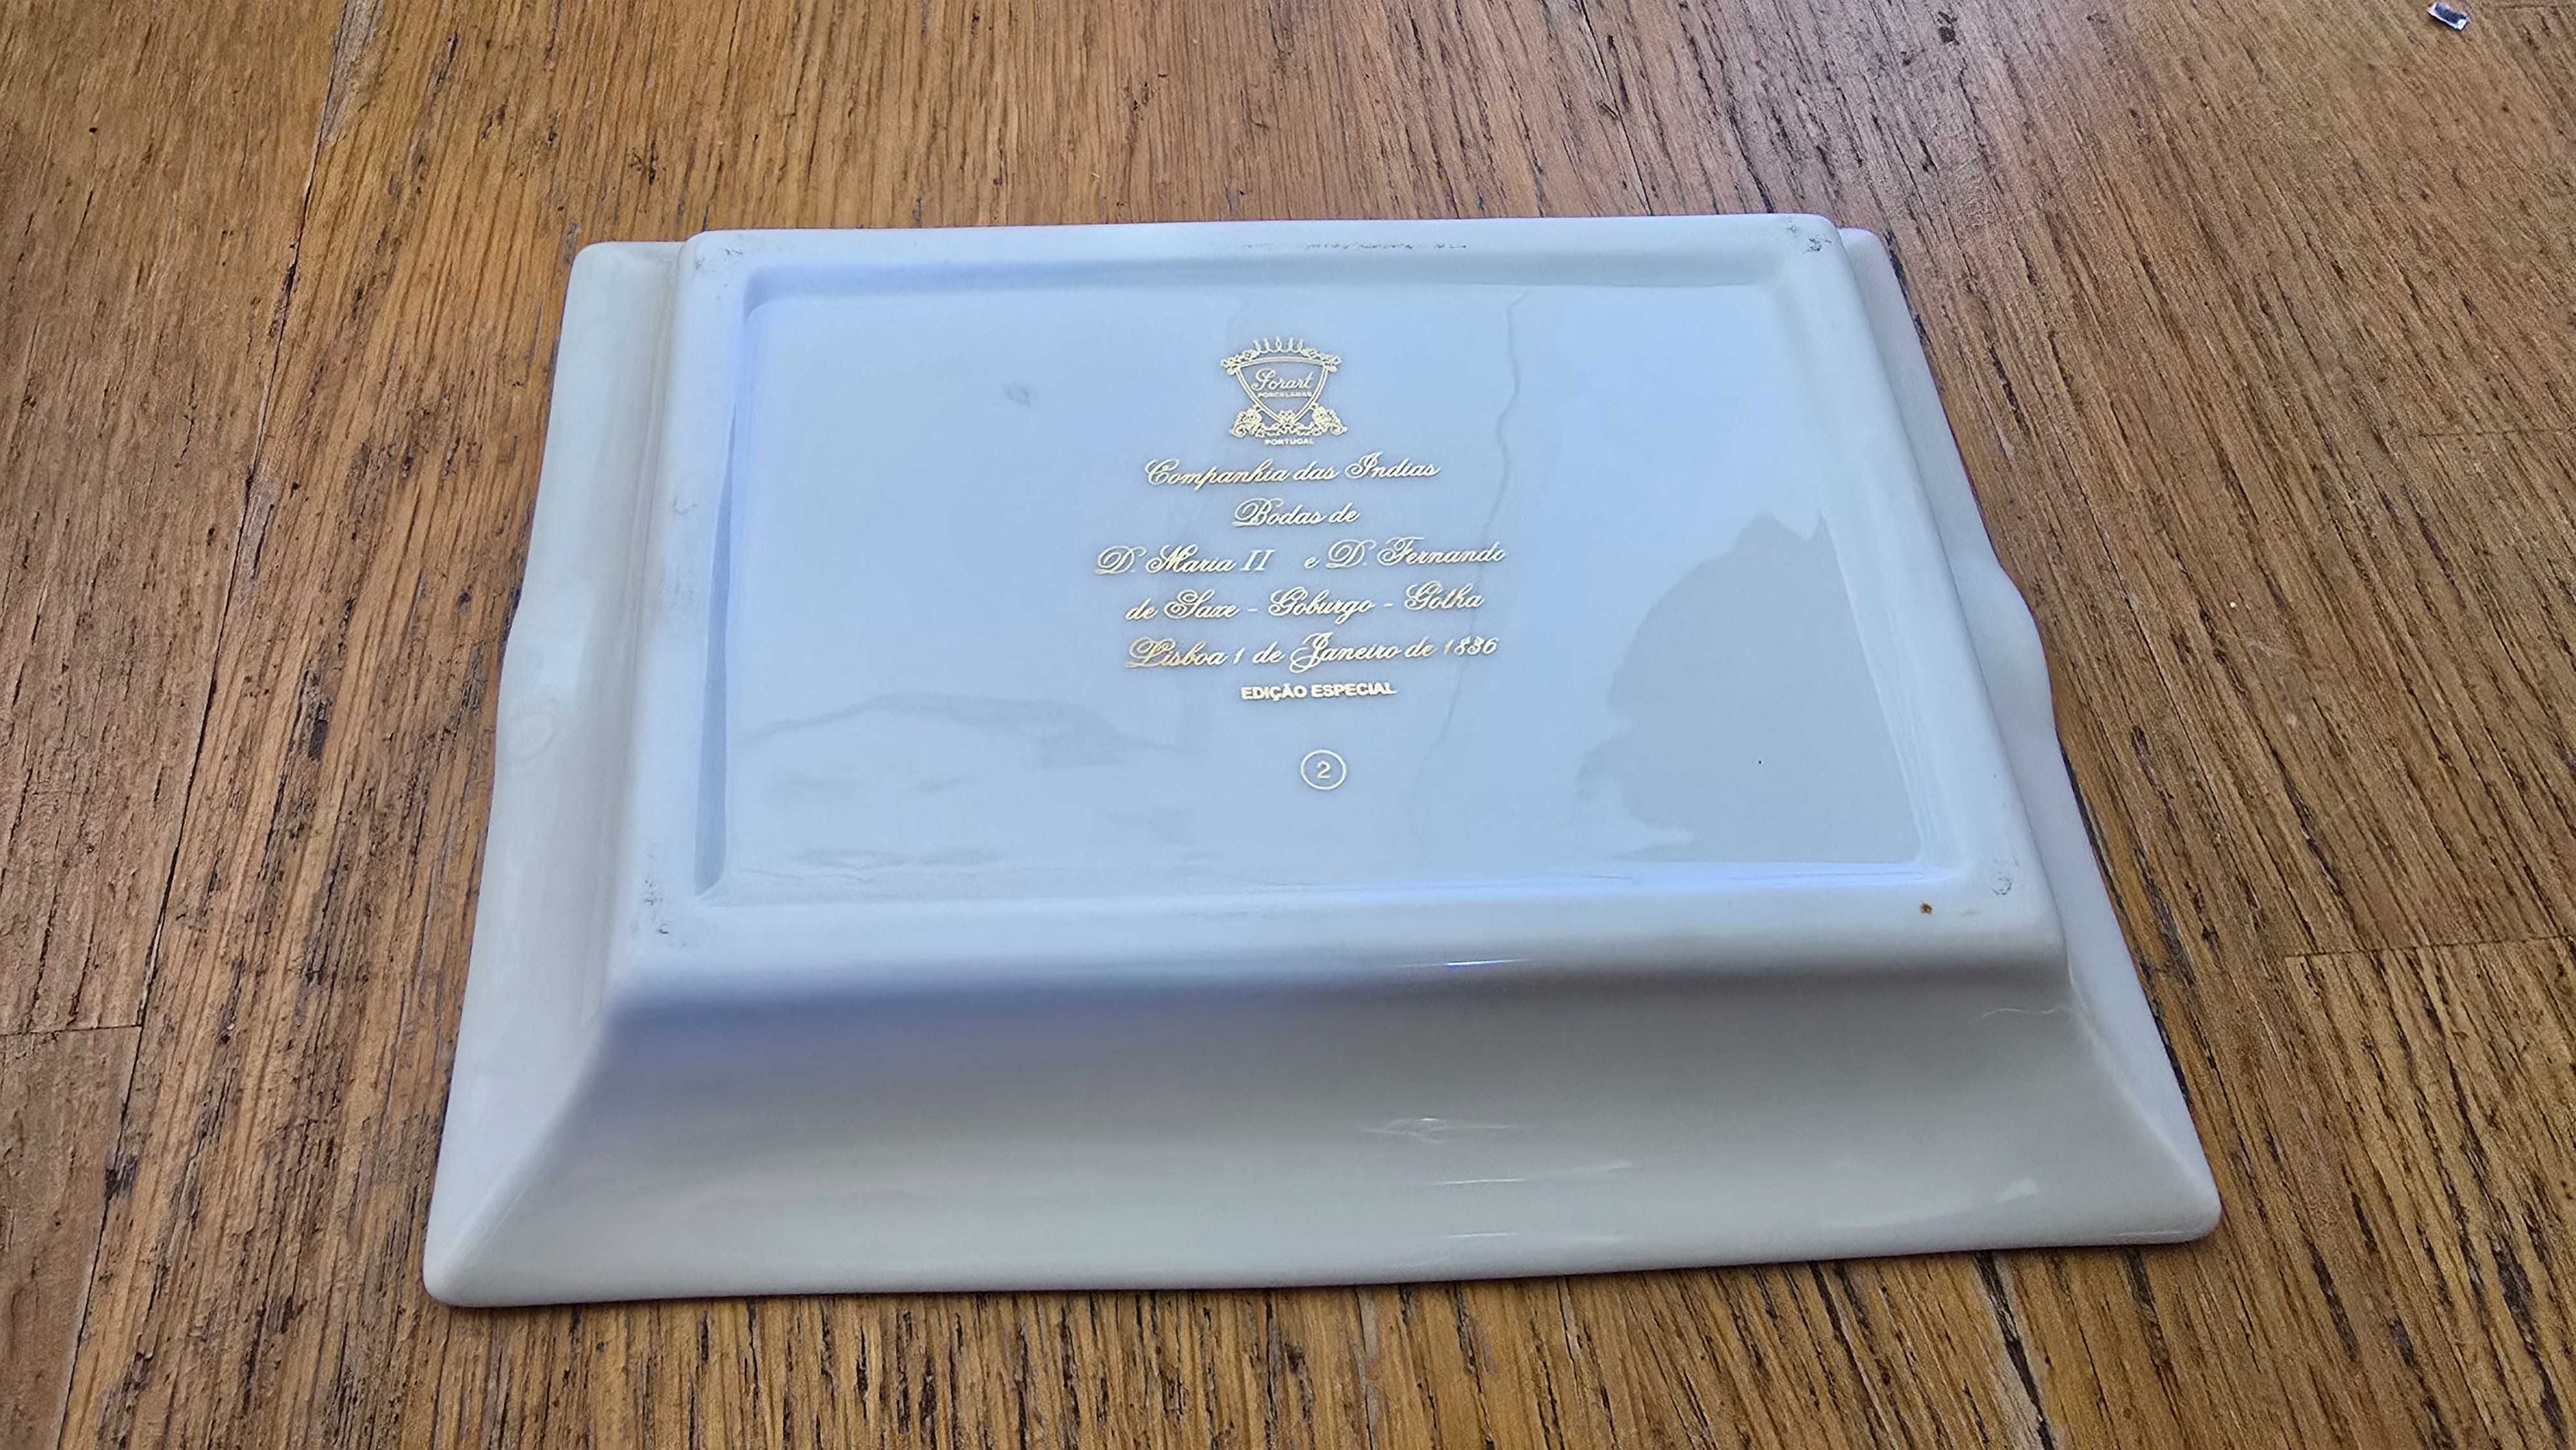 Sorart
PORCELANAS
PORTUGAL
Companhia das Indias
Bodas de
D. Maria II e D. Fernando
de Saxe - Goburgo - Gotha
Lisboa 1 de Janeiro de 1836
EDIÇÃO ESPECIAL
2